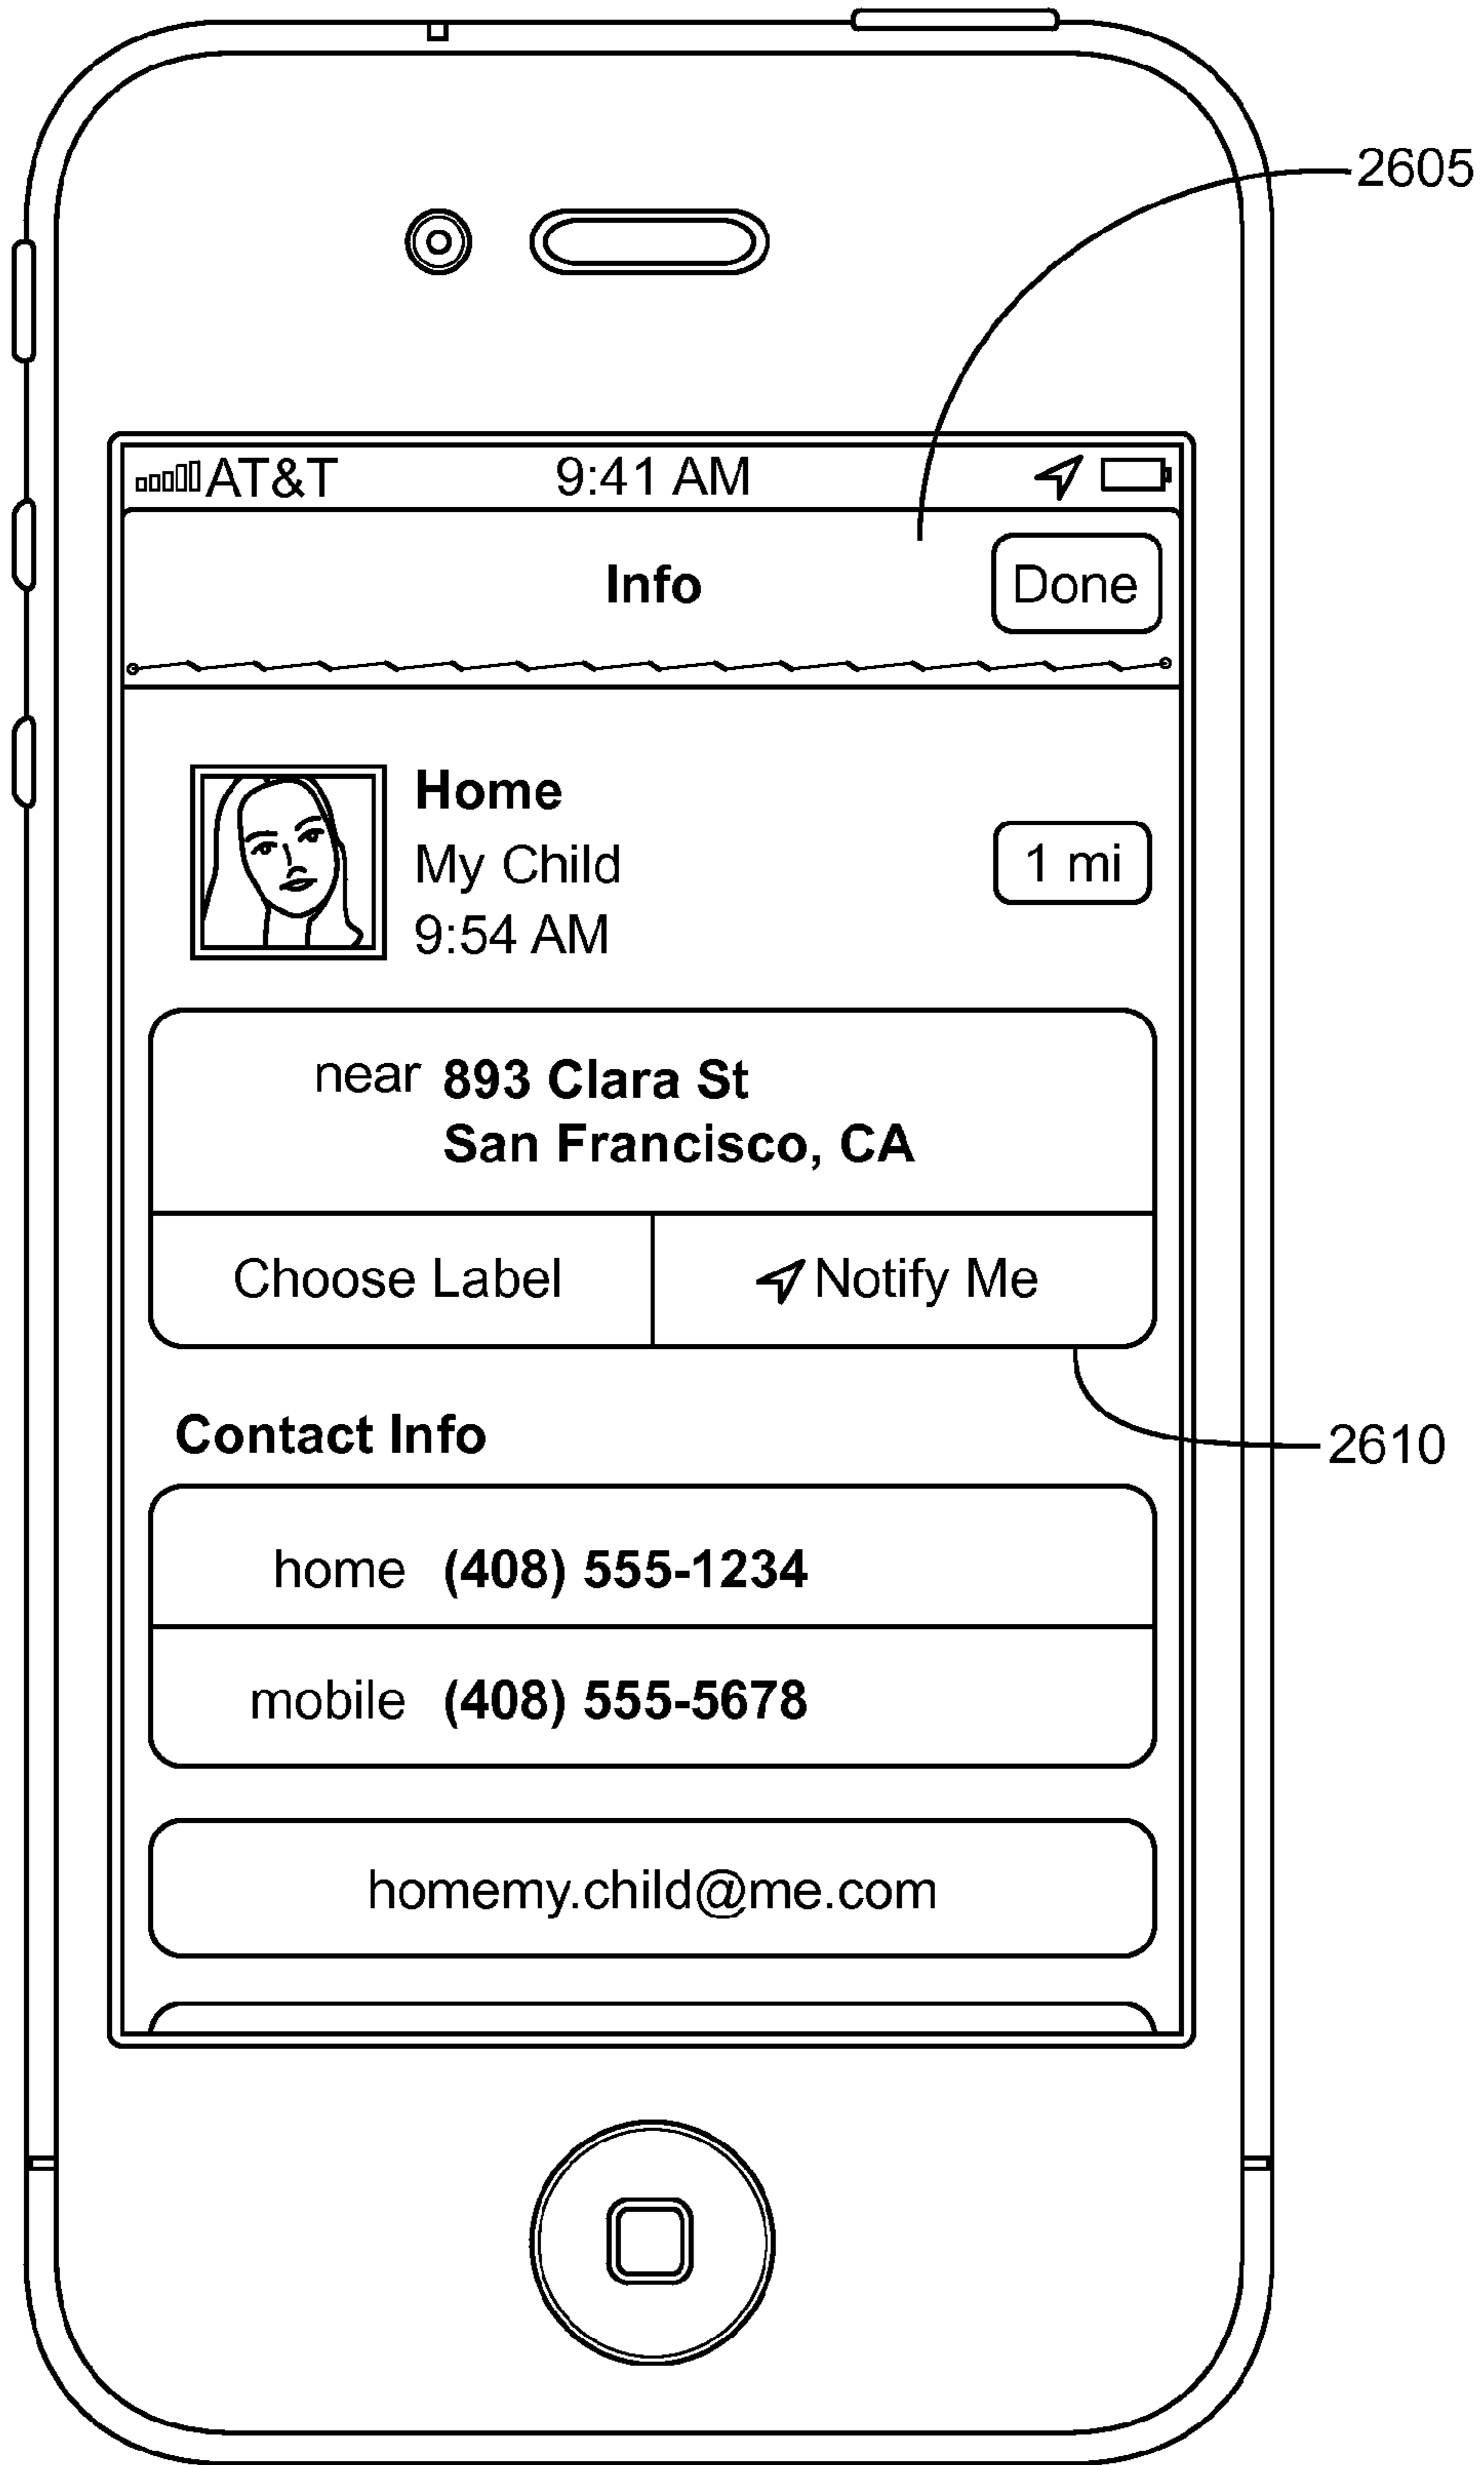 2605
AT&T 9:41 AM
Info Done
Home
My Child
1 mi
9:54 AM
near 893 Clara St
San Francisco, CA
Choose Label Notify Me
Contact Info
2610
home (408) 555-1234
mobile (408) 555-5678
homemy.child@me.com